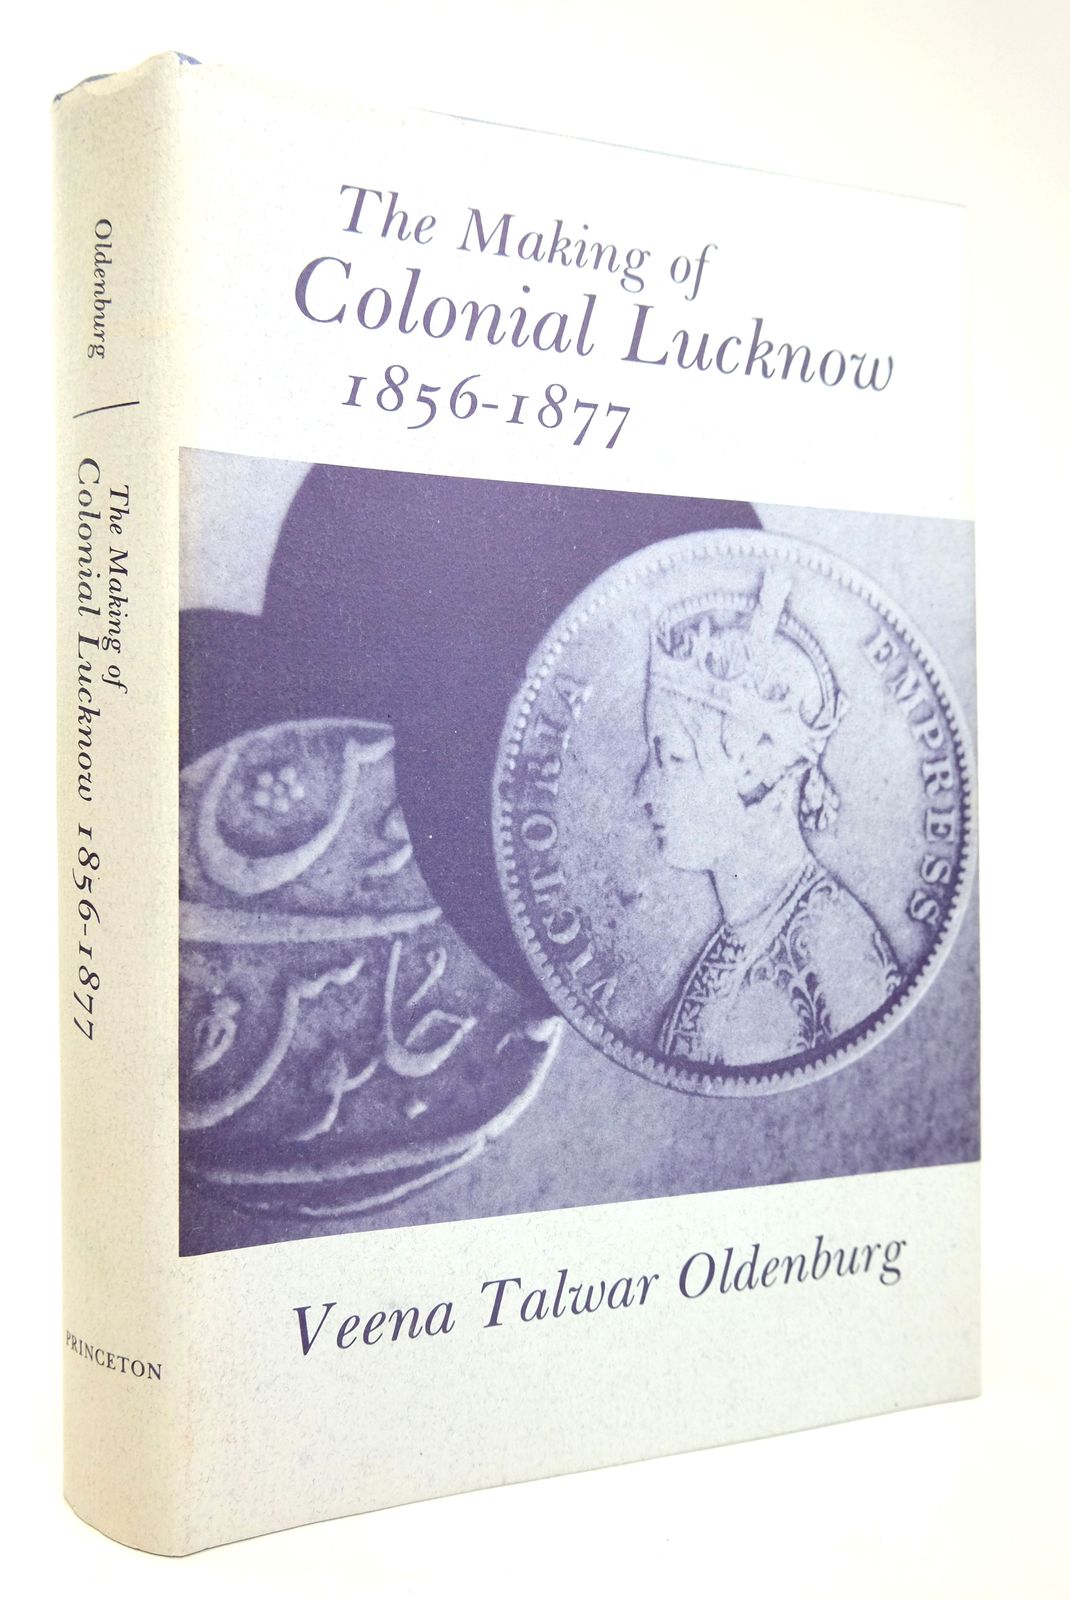 The Making of
Colonial Lucknow
1856-1877
VICTORIA
EMPRESS
جلوس
Veena Talwar Oldenburg
Oldenburg
The Making of
Colonial Lucknow 1856-1877
PRINCETON